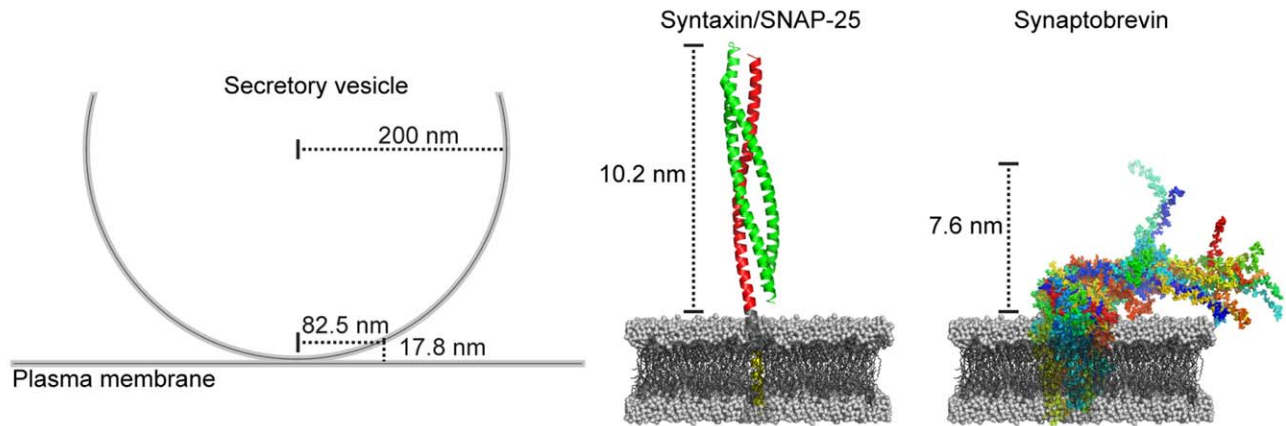 Secretory vesicle
200 nm
82.5 nm
17.8 nm
Plasma membrane
Syntaxin/SNAP-25
10.2 nm
Synaptobrevin
7.6 nm